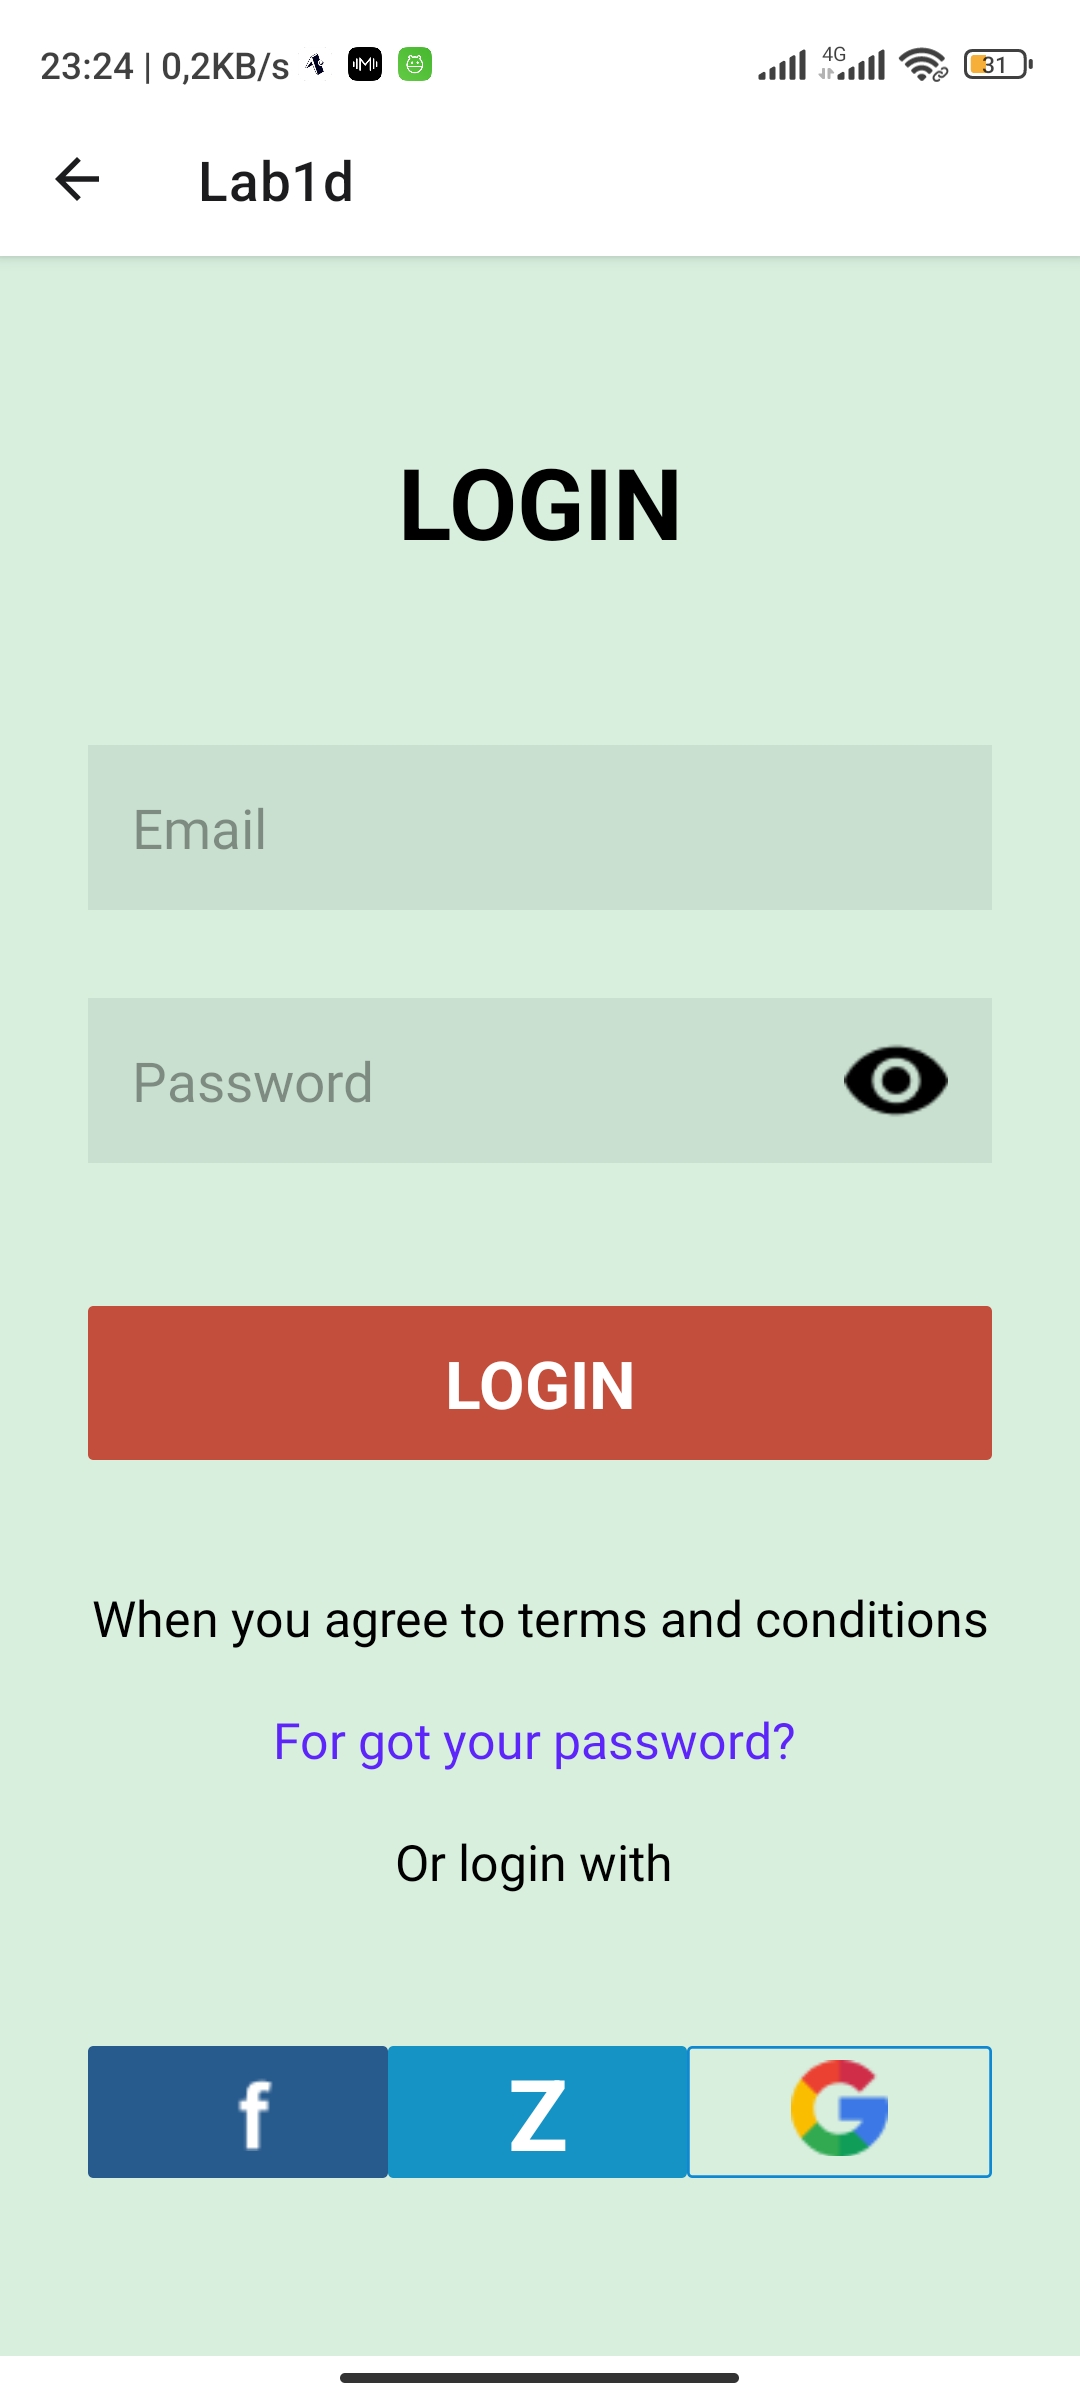 23:24 | 0,2KB/s M 4G 31
Lab1d
LOGIN
Email
Password
LOGIN
When you agree to terms and conditions
For got your password?
Or login with
f Z G